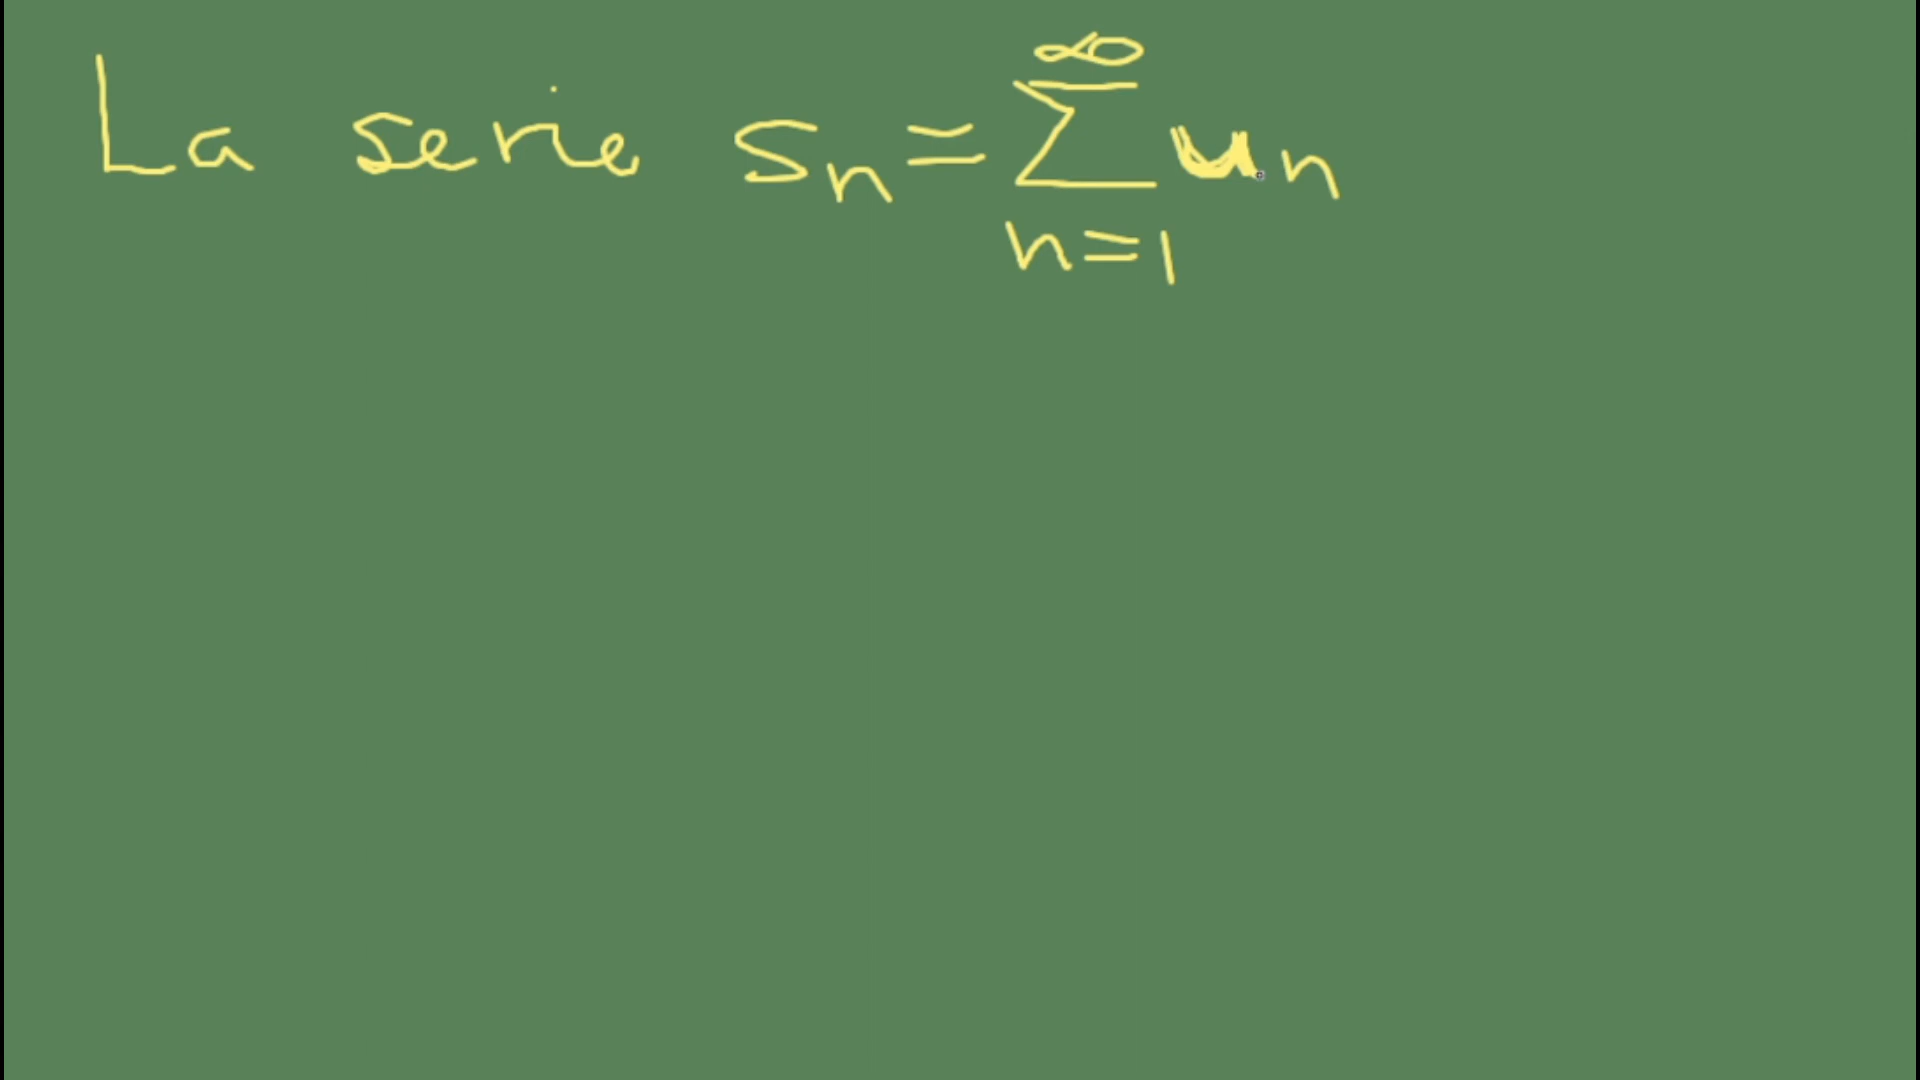 La serie Sn = ∞∑n=1 un